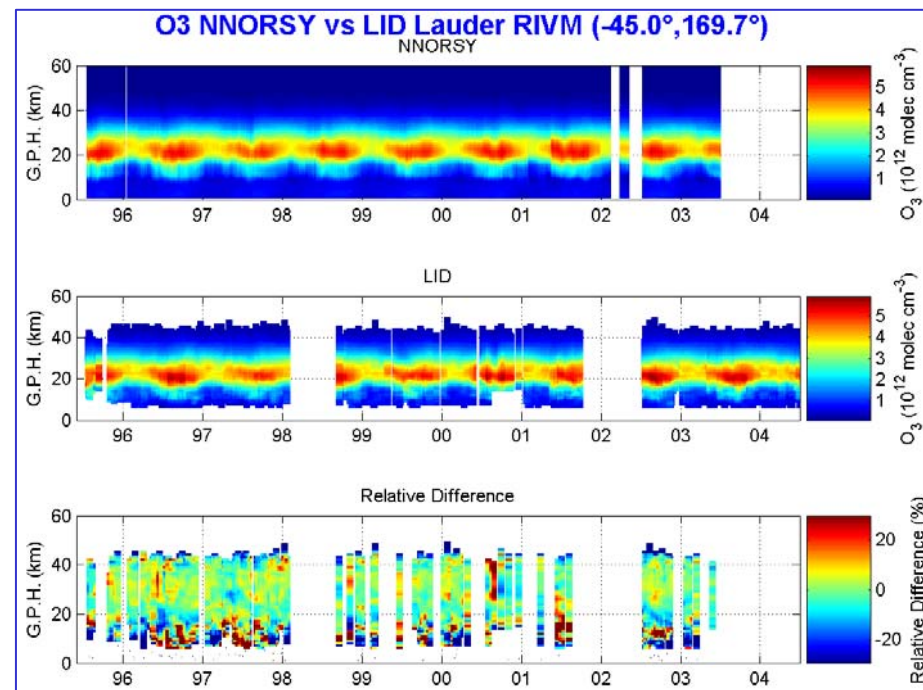 O3 NNORSY vs LID Lauder RIVM (-45.0°,169.7°)
NNORSY
60
40
20
0
G.P.H. (km)
96 97 98 99 00 01 02 03 04
5
4
3
2
1
O₃ (10¹² molec cm⁻³)
LID
60
40
20
0
G.P.H. (km)
96 97 98 99 00 01 02 03 04
5
4
3
2
1
O₃ (10¹² molec cm⁻³)
Relative Difference
60
40
20
0
G.P.H. (km)
96 97 98 99 00 01 02 03 04
20
0
-20
Relative Difference (%)